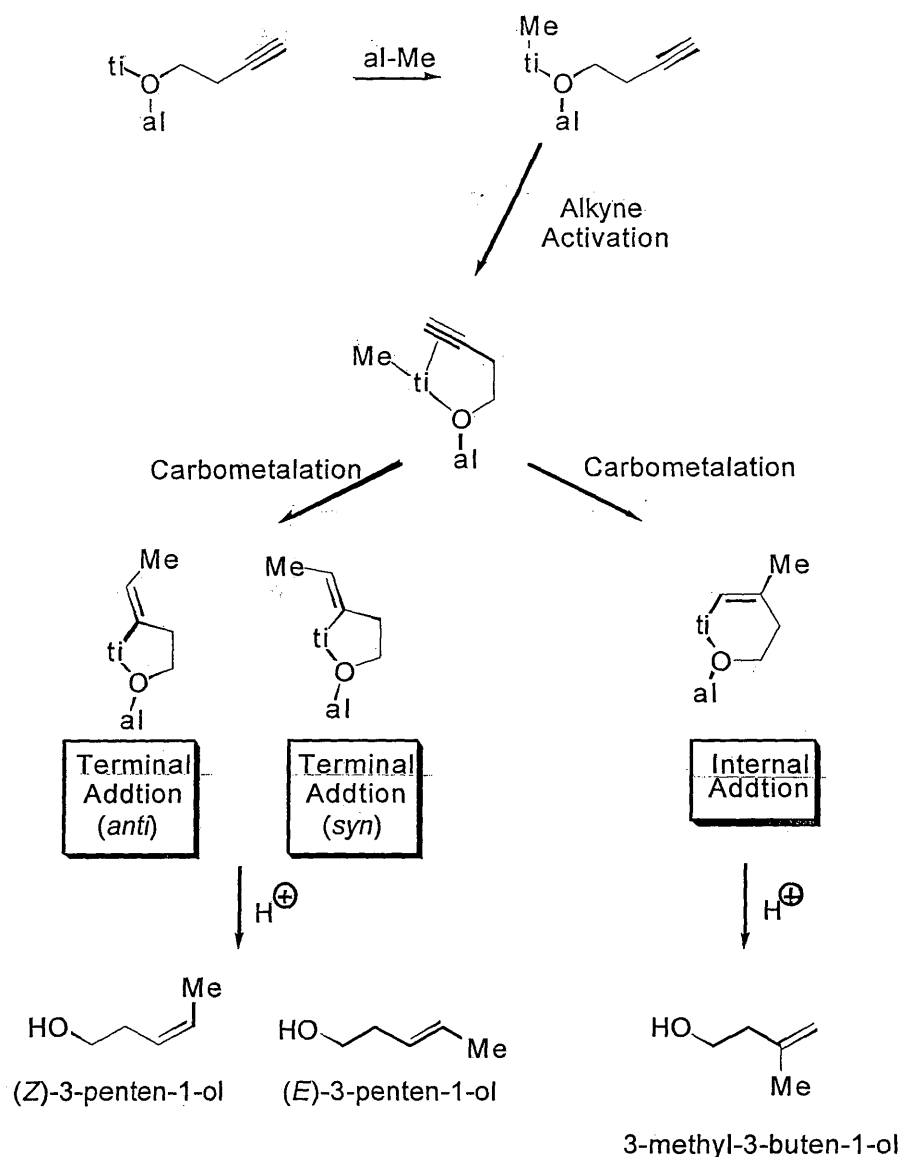 ti
O
al
al-Me
Me
ti
O
al
Alkyne
Activation
Me
ti
O
al
Carbometalation
Carbometalation
Me
ti
O
al
Me
ti
O
al
Me
ti
O
al
Terminal
Addtion
(anti)
Terminal
Addtion
(syn)
Internal
Addtion
H⊕
H⊕
HO
Me
(Z)-3-penten-1-ol
HO
Me
(E)-3-penten-1-ol
HO
Me
3-methyl-3-buten-1-ol